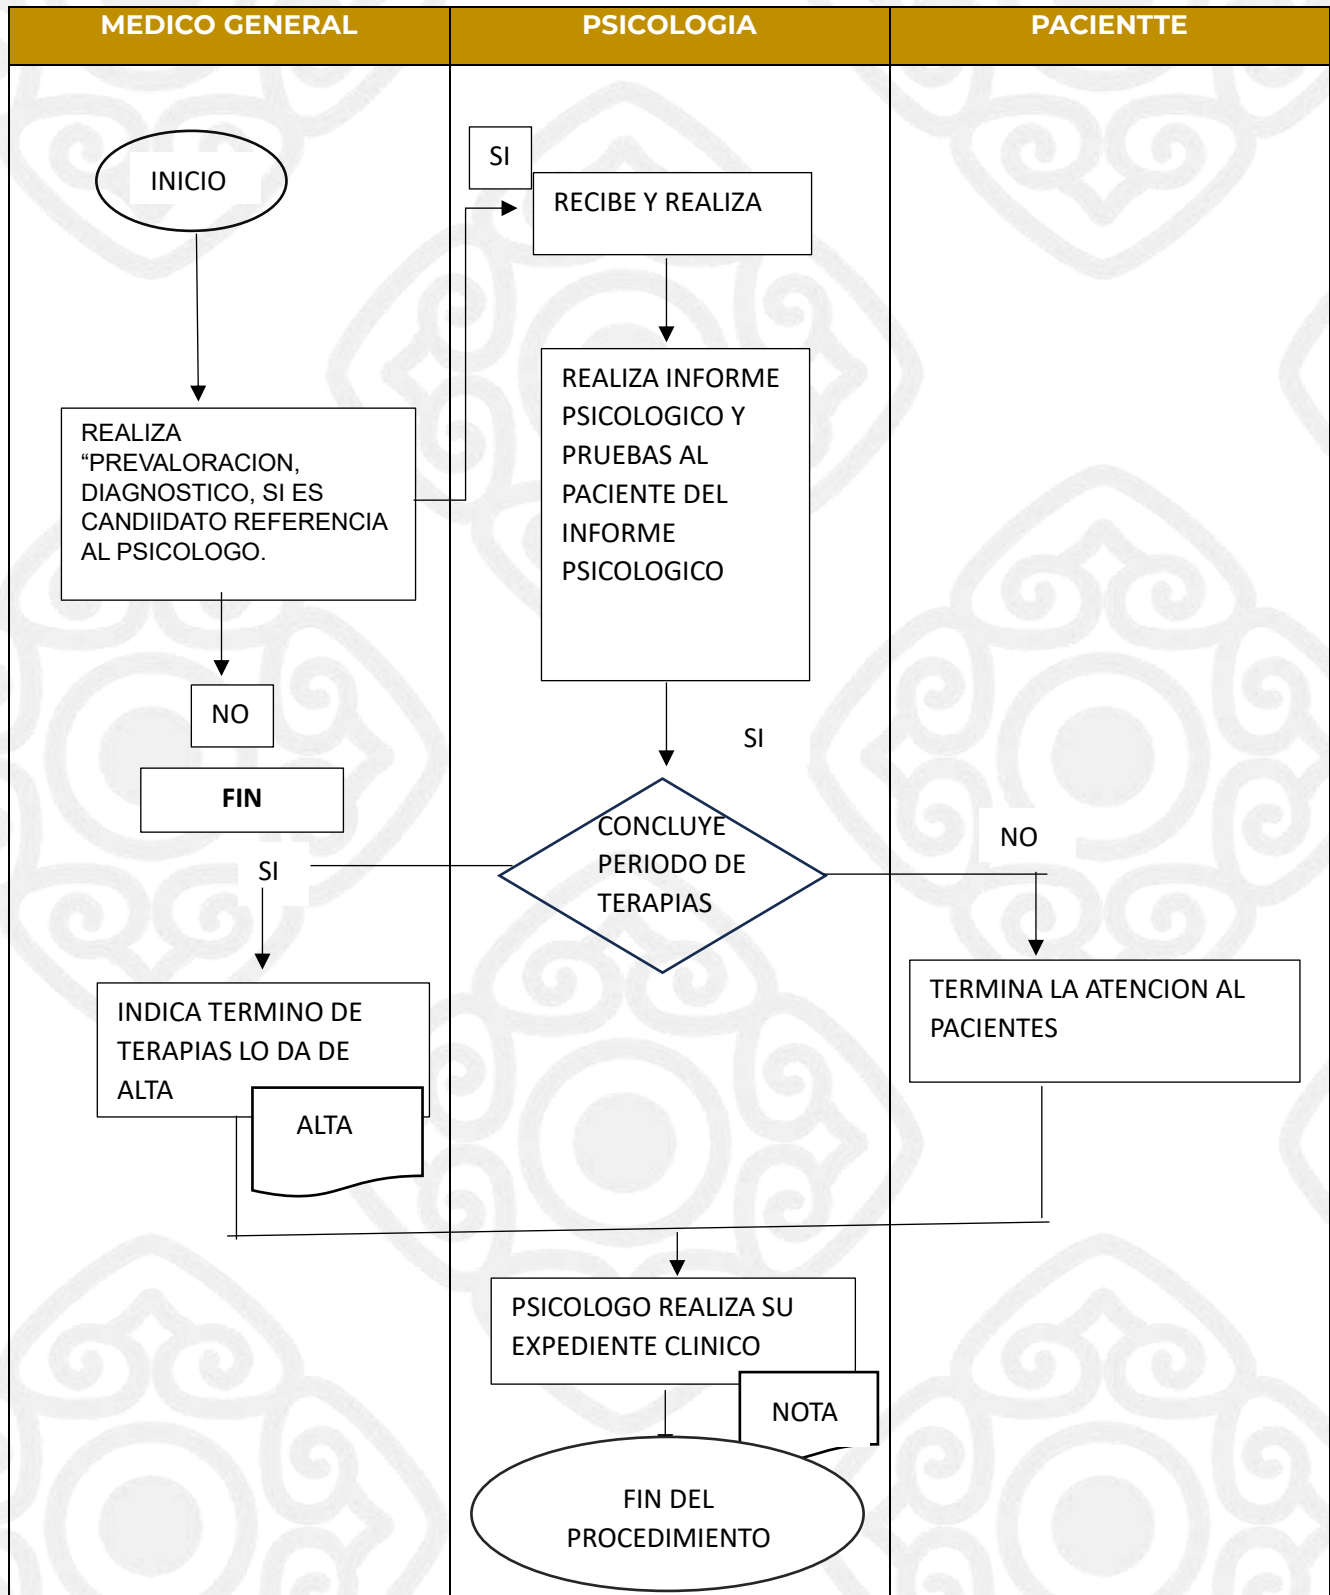 MEDICO GENERAL
PSICOLOGIA
PACIENTTE
INICIO
SI
RECIBE Y REALIZA
REALIZA
“PREVALORACION,
DIAGNOSTICO, SI ES
CANDIIDATO REFERENCIA
AL PSICOLOGO.
REALIZA INFORME
PSICOLOGICO Y
PRUEBAS AL
PACIENTE DEL
INFORME
PSICOLOGICO
NO
FIN
SI
SI
CONCLUYE
PERIODO DE
TERAPIAS
NO
INDICA TERMINO DE
TERAPIAS LO DA DE
ALTA
ALTA
TERMINA LA ATENCION AL
PACIENTES
PSICOLOGO REALIZA SU
EXPEDIENTE CLINICO
NOTA
FIN DEL
PROCEDIMIENTO